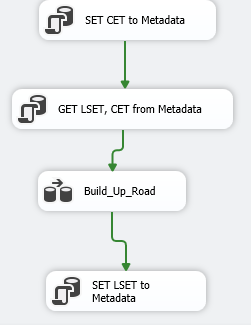 SET CET to Metadata
GET LSET, CET from Metadata
Build_Up_Road
SET LSET to
Metadata